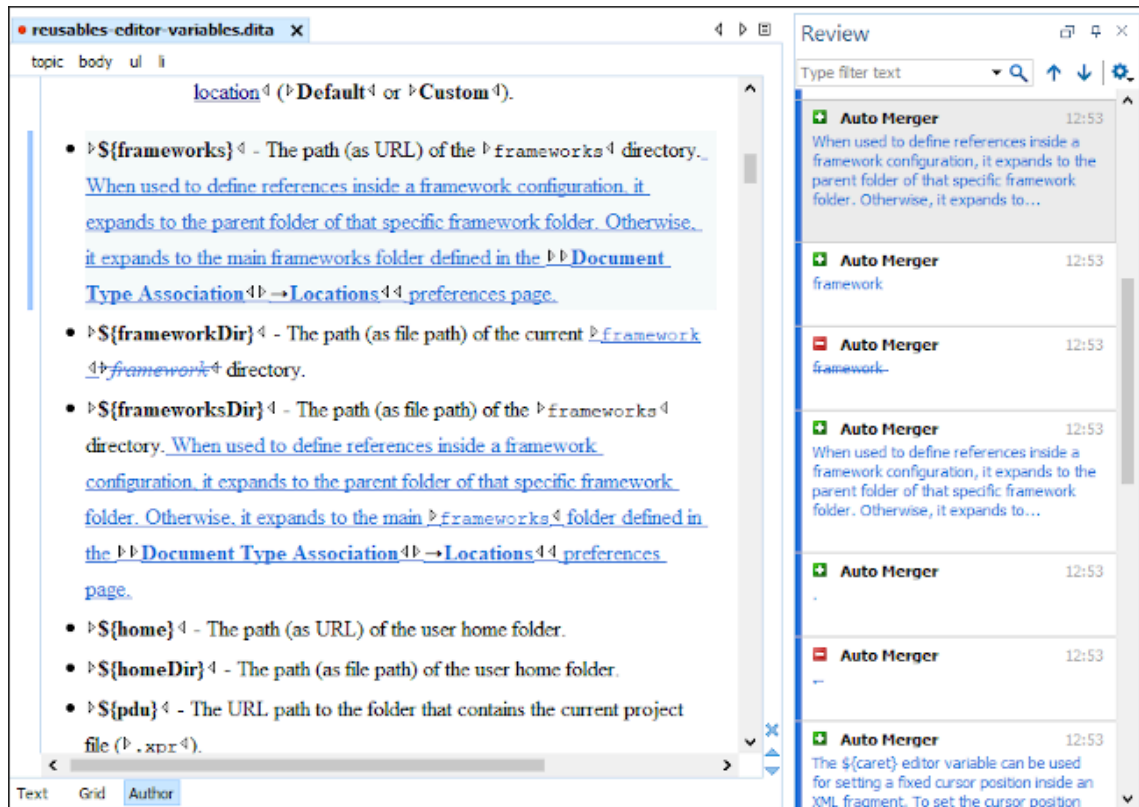 reusables-editor-variables.dita X
topic body ul li
location (Default or Custom).
• ${frameworks} - The path (as URL) of the frameworks directory.
When used to define references inside a framework configuration, it
expands to the parent folder of that specific framework folder. Otherwise,
it expands to the main frameworks folder defined in the Document
Type Association → Locations preferences page.
• ${frameworkDir} - The path (as file path) of the current framework
framework directory.
• ${frameworksDir} - The path (as file path) of the frameworks
directory. When used to define references inside a framework
configuration, it expands to the parent folder of that specific framework
folder. Otherwise, it expands to the main frameworks folder defined in
the Document Type Association → Locations preferences
page.
• ${home} - The path (as URL) of the user home folder.
• ${homeDir} - The path (as file path) of the user home folder.
• ${pdu} - The URL path to the folder that contains the current project
file (.xpr).
Text Grid Author
Review
Type filter text
Auto Merger 12:53
When used to define references inside a
framework configuration, it expands to the
parent folder of that specific framework
folder. Otherwise, it expands to...
Auto Merger 12:53
framework
Auto Merger 12:53
framework
Auto Merger 12:53
When used to define references inside a
framework configuration, it expands to the
parent folder of that specific framework
folder. Otherwise, it expands to...
Auto Merger 12:53
.
Auto Merger 12:53
Auto Merger 12:53
The ${caret} editor variable can be used
for setting a fixed cursor position inside an
XML fragment. To set the cursor position